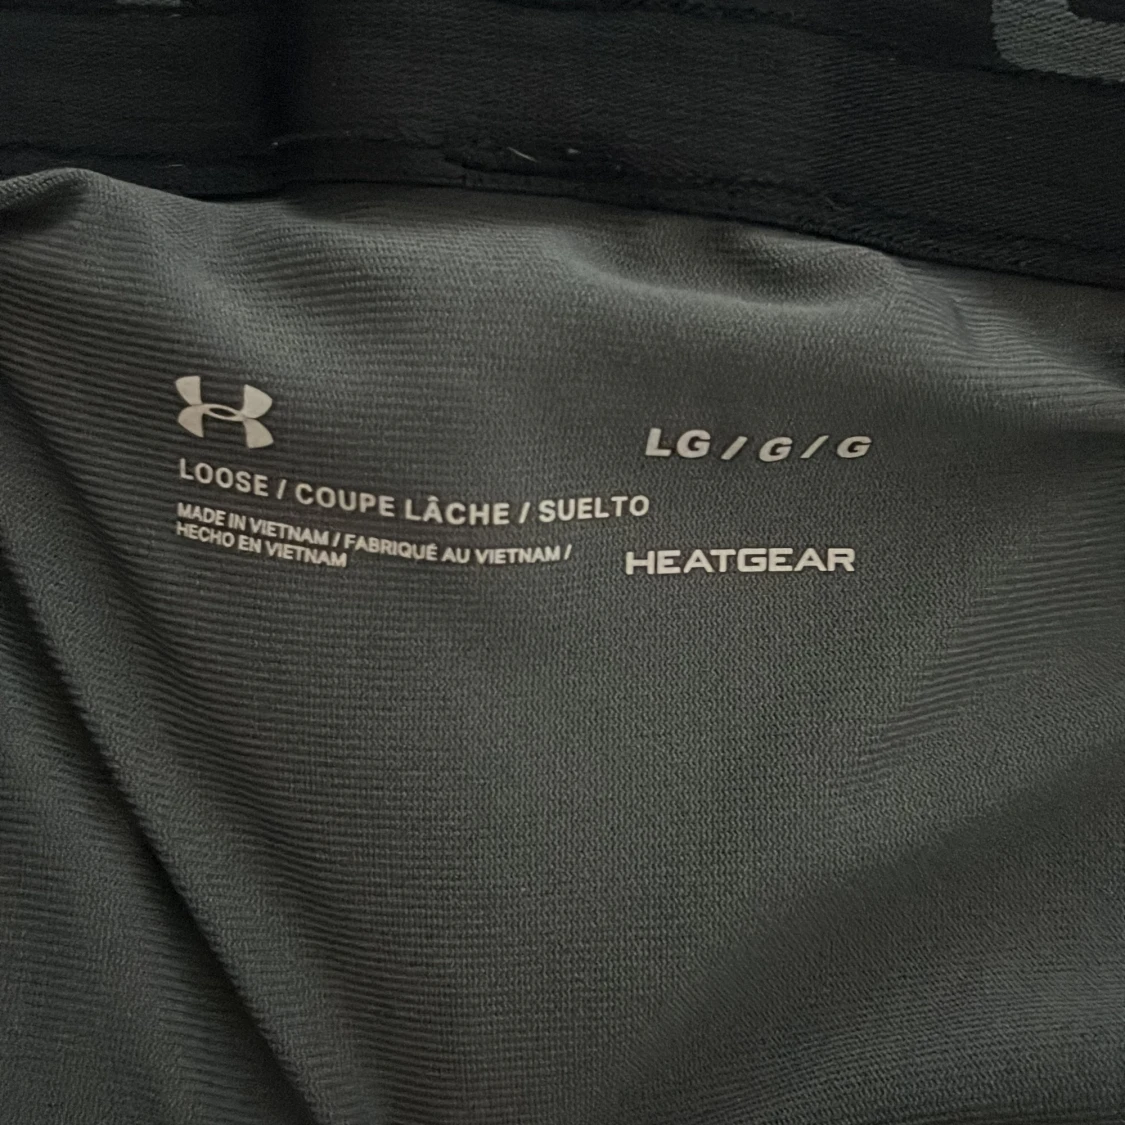 LG / G / G
LOOSE / COUPE LÂCHE / SUELTO
MADE IN VIETNAM / FABRIQUÉ AU VIETNAM /
HECHO EN VIETNAM
HEATGEAR